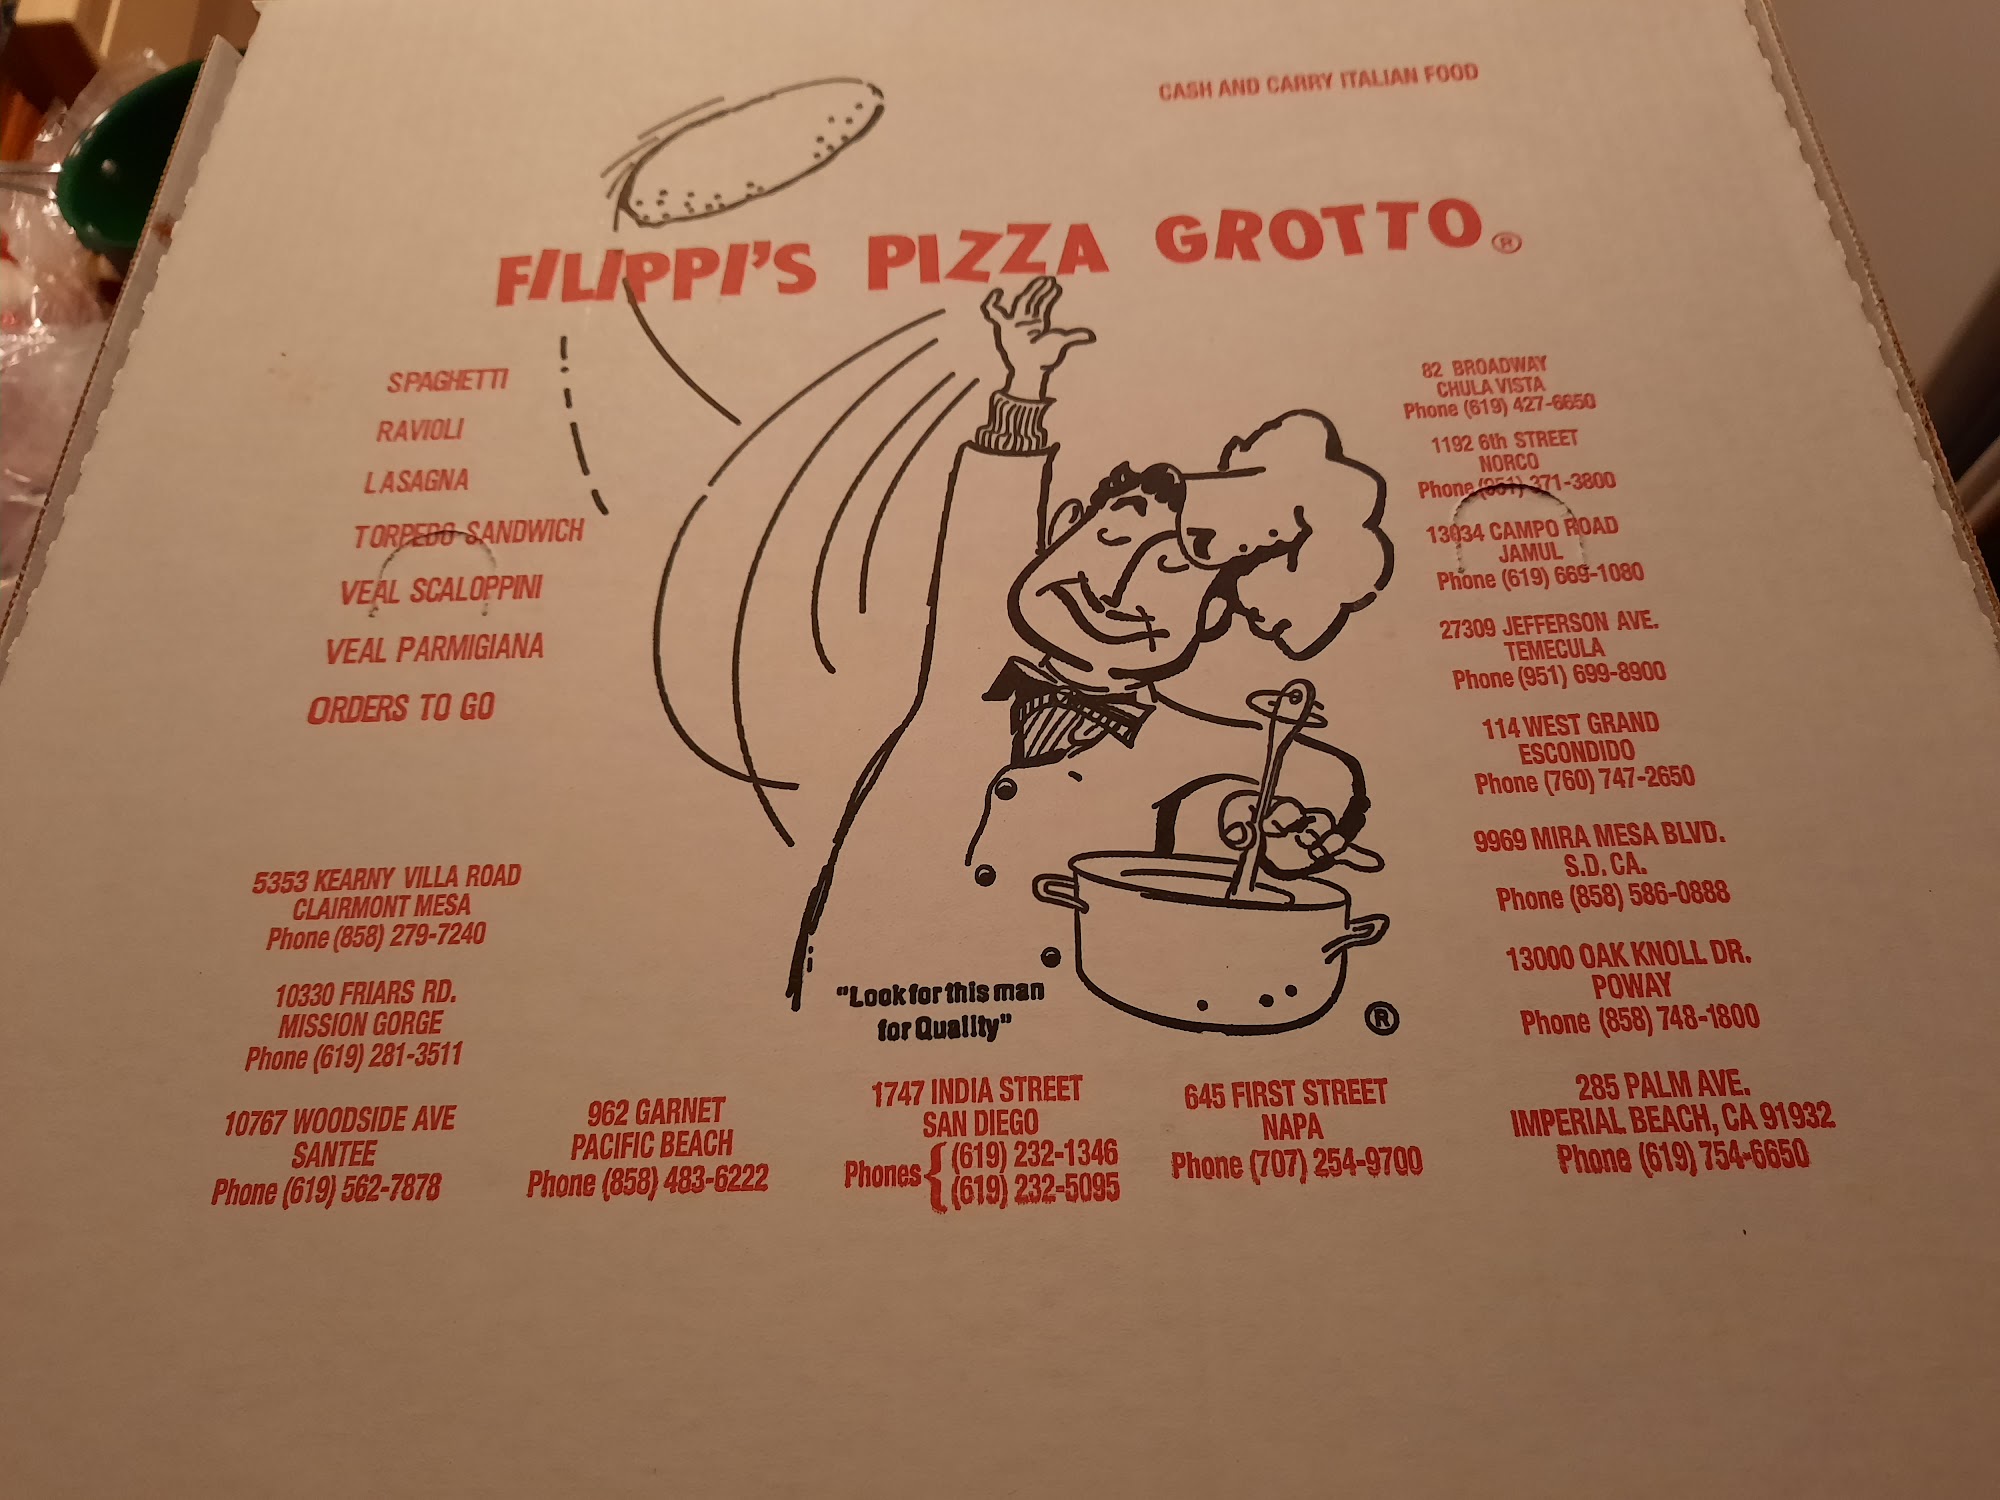 CASH AND CARRY ITALIAN FOOD
FILIPPI'S PIZZA GROTTO®
SPAGHETTI
RAVIOLI
LASAGNA
TORPEDO SANDWICH
VEAL SCALOPPINI
VEAL PARMIGIANA
ORDERS TO GO
82 BROADWAY
CHULA VISTA
Phone (619) 427-6650
1192 6th STREET
NORCO
Phone (951) 371-3800
13934 CAMPO ROAD
JAMUL
Phone (619) 669-1080
27309 JEFFERSON AVE.
TEMECULA
Phone (951) 699-8900
114 WEST GRAND
ESCONDIDO
Phone (760) 747-2650
9969 MIRA MESA BLVD.
S.D. CA.
Phone (858) 586-0888
13000 OAK KNOLL DR.
POWAY
Phone (858) 748-1800
5353 KEARNY VILLA ROAD
CLAIRMONT MESA
Phone (858) 279-7240
10330 FRIARS RD.
MISSION GORGE
Phone (619) 281-3511
"Look for this man
for Quality"
®
10767 WOODSIDE AVE
SANTEE
Phone (619) 562-7878
962 GARNET
PACIFIC BEACH
Phone (858) 483-6222
1747 INDIA STREET
SAN DIEGO
Phones { (619) 232-1346
(619) 232-5095
645 FIRST STREET
NAPA
Phone (707) 254-9700
285 PALM AVE.
IMPERIAL BEACH, CA 91932
Phone (619) 754-6650